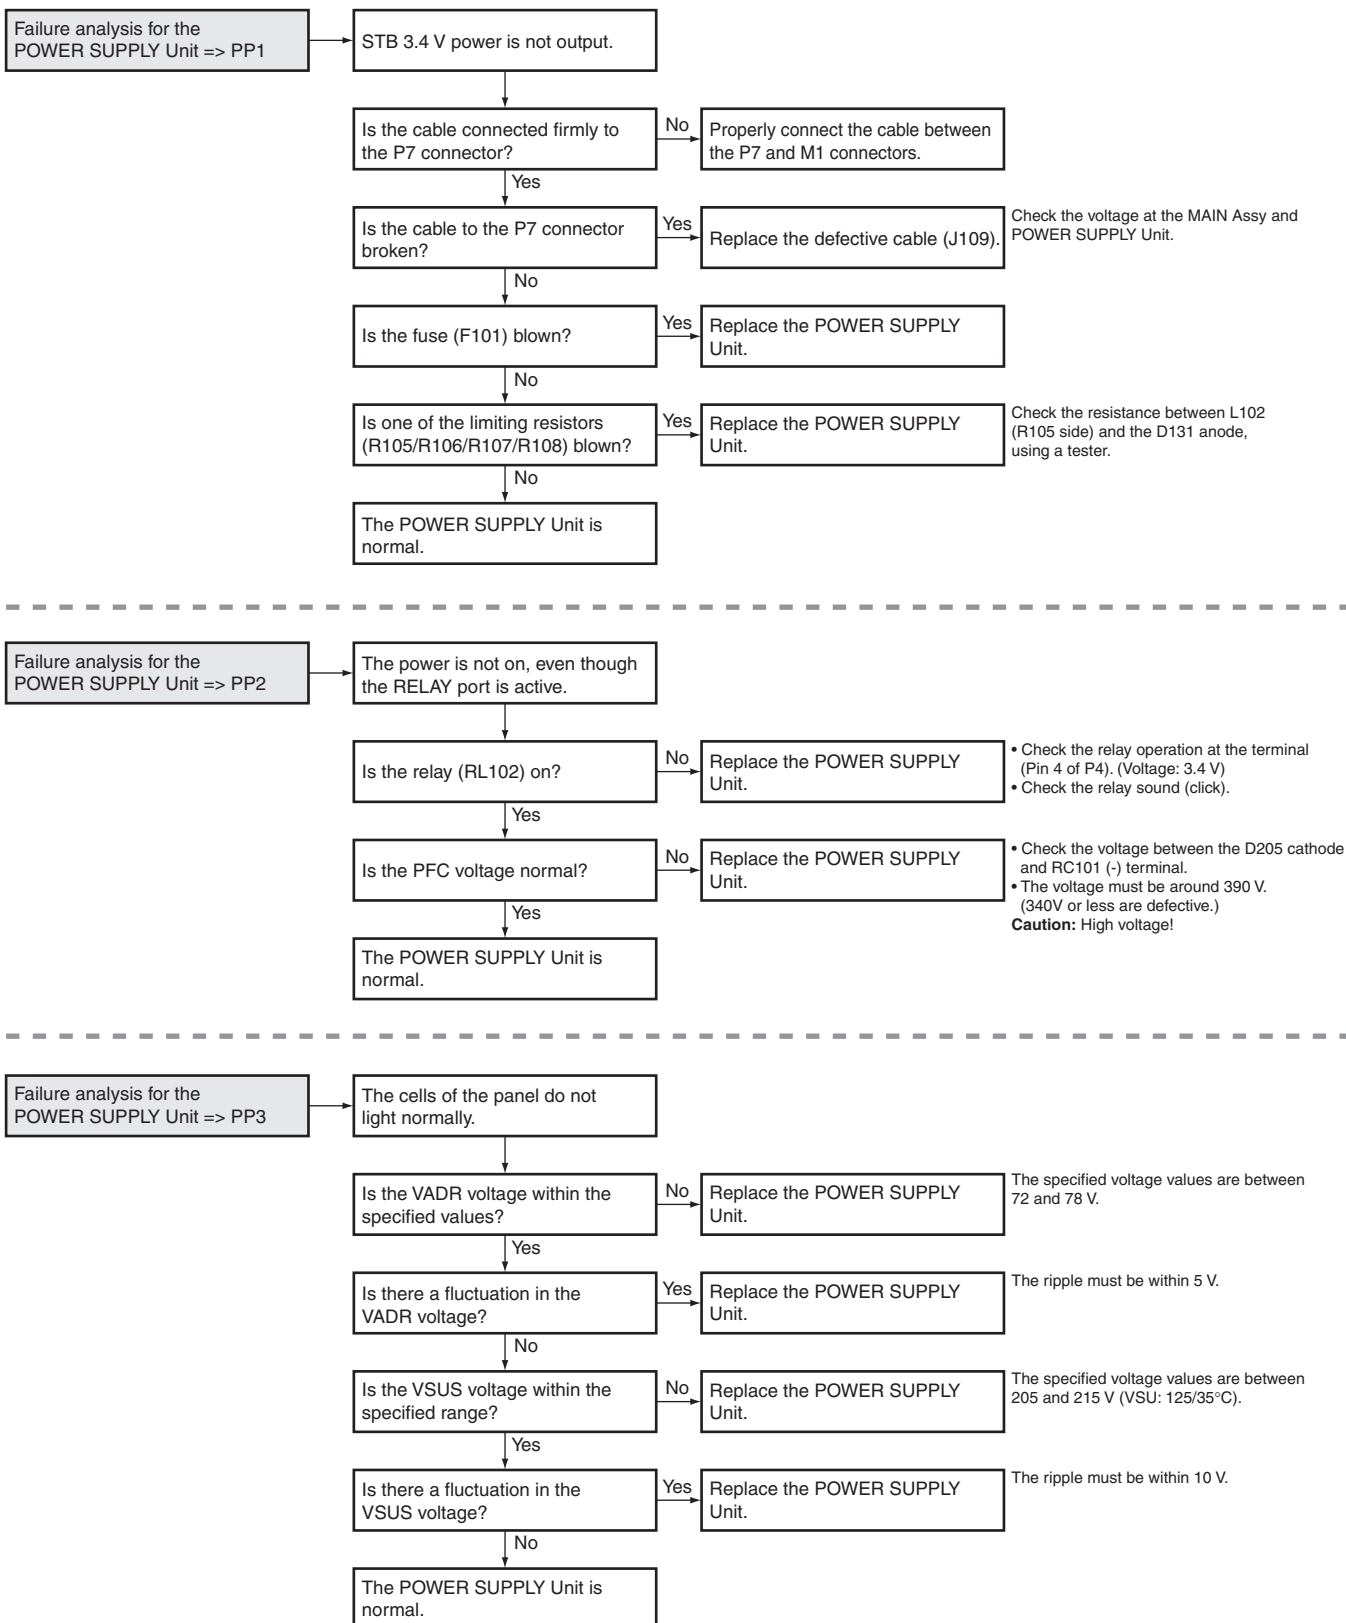 Failure analysis for the
POWER SUPPLY Unit => PP1
STB 3.4 V power is not output.
Is the cable connected firmly to
the P7 connector?
No
Properly connect the cable between
the P7 and M1 connectors.
Yes
Is the cable to the P7 connector
broken?
Yes
Replace the defective cable (J109).
Check the voltage at the MAIN Assy and
POWER SUPPLY Unit.
No
Is the fuse (F101) blown?
Yes
Replace the POWER SUPPLY
Unit.
No
Is one of the limiting resistors
(R105/R106/R107/R108) blown?
Yes
Replace the POWER SUPPLY
Unit.
Check the resistance between L102
(R105 side) and the D131 anode,
using a tester.
No
The POWER SUPPLY Unit is
normal.
Failure analysis for the
POWER SUPPLY Unit => PP2
The power is not on, even though
the RELAY port is active.
Is the relay (RL102) on?
No
Replace the POWER SUPPLY
Unit.
• Check the relay operation at the terminal
(Pin 4 of P4). (Voltage: 3.4 V)
• Check the relay sound (click).
Yes
Is the PFC voltage normal?
No
Replace the POWER SUPPLY
Unit.
• Check the voltage between the D205 cathode
and RC101 (-) terminal.
• The voltage must be around 390 V.
(340V or less are defective.)
Caution: High voltage!
Yes
The POWER SUPPLY Unit is
normal.
Failure analysis for the
POWER SUPPLY Unit => PP3
The cells of the panel do not
light normally.
Is the VADR voltage within the
specified values?
No
Replace the POWER SUPPLY
Unit.
The specified voltage values are between
72 and 78 V.
Yes
Is there a fluctuation in the
VADR voltage?
Yes
Replace the POWER SUPPLY
Unit.
The ripple must be within 5 V.
No
Is the VSUS voltage within the
specified range?
No
Replace the POWER SUPPLY
Unit.
The specified voltage values are between
205 and 215 V (VSU: 125/35°C).
Yes
Is there a fluctuation in the
VSUS voltage?
Yes
Replace the POWER SUPPLY
Unit.
The ripple must be within 10 V.
No
The POWER SUPPLY Unit is
normal.